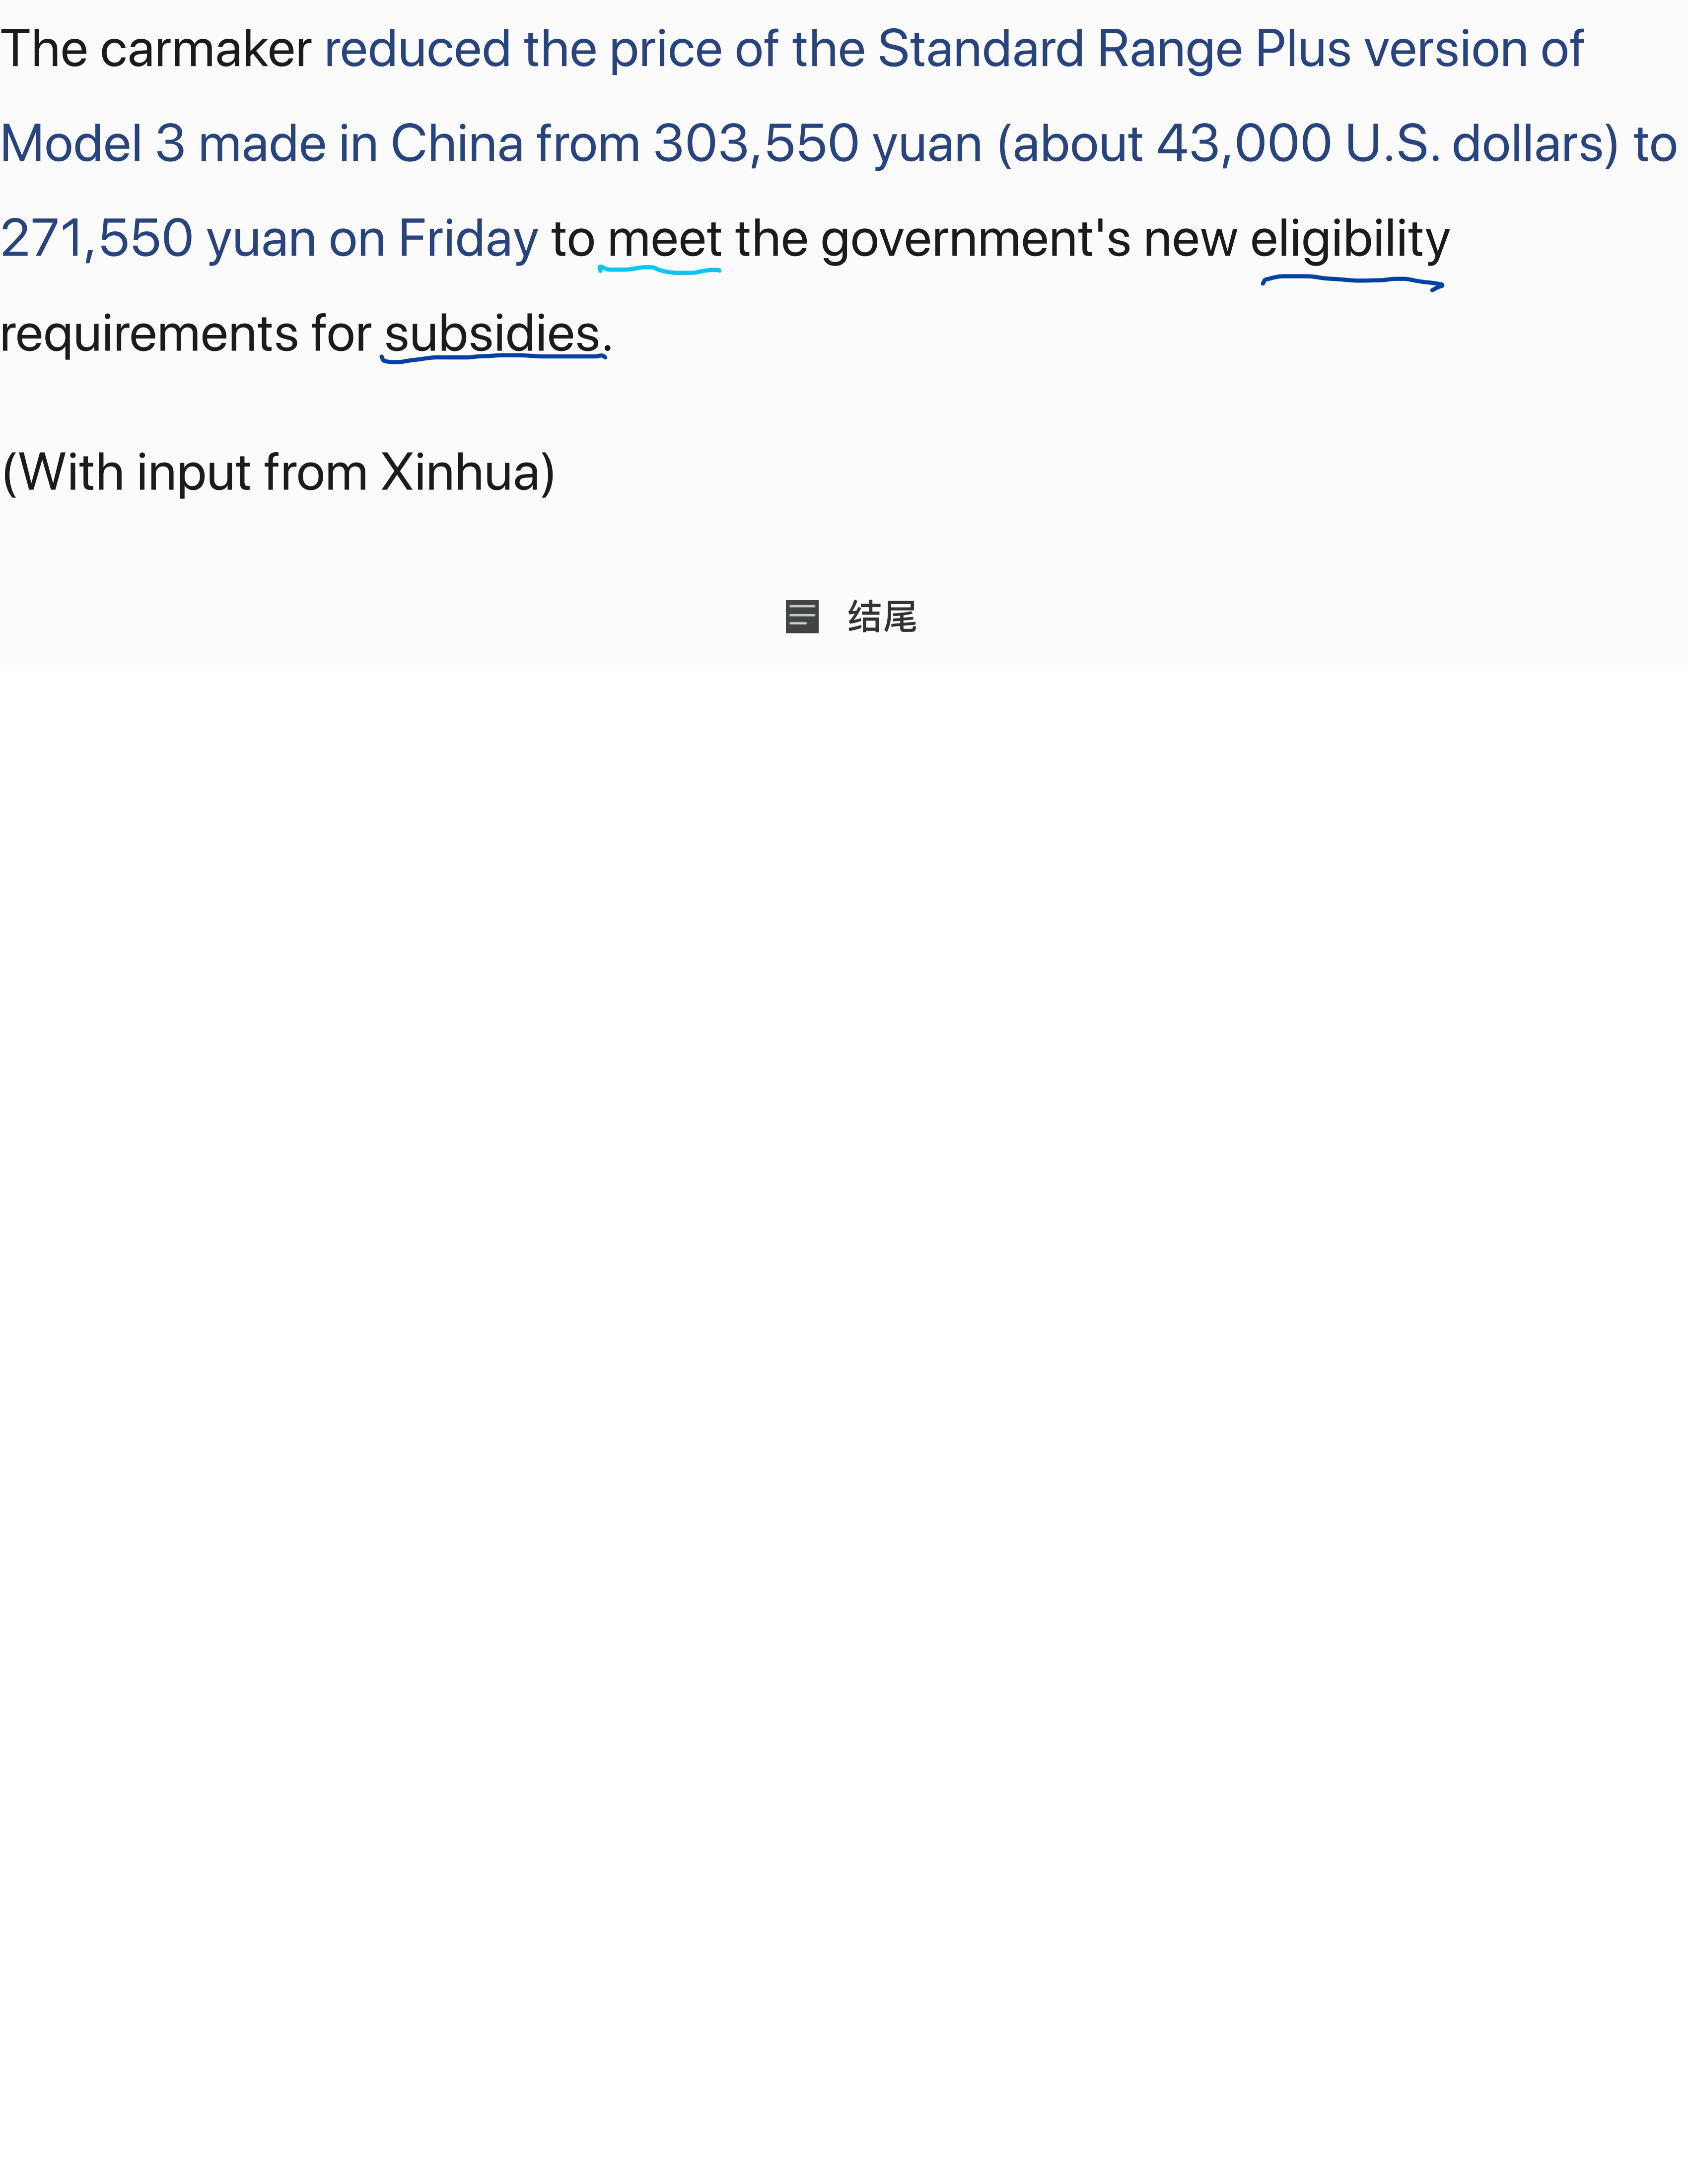 The carmaker reduced the price of the Standard Range Plus version of
Model 3 made in China from 303,550 yuan (about 43,000 U.S. dollars) to
271,550 yuan on Friday to meet the government's new eligibility
requirements for subsidies.
(With input from Xinhua)
结尾